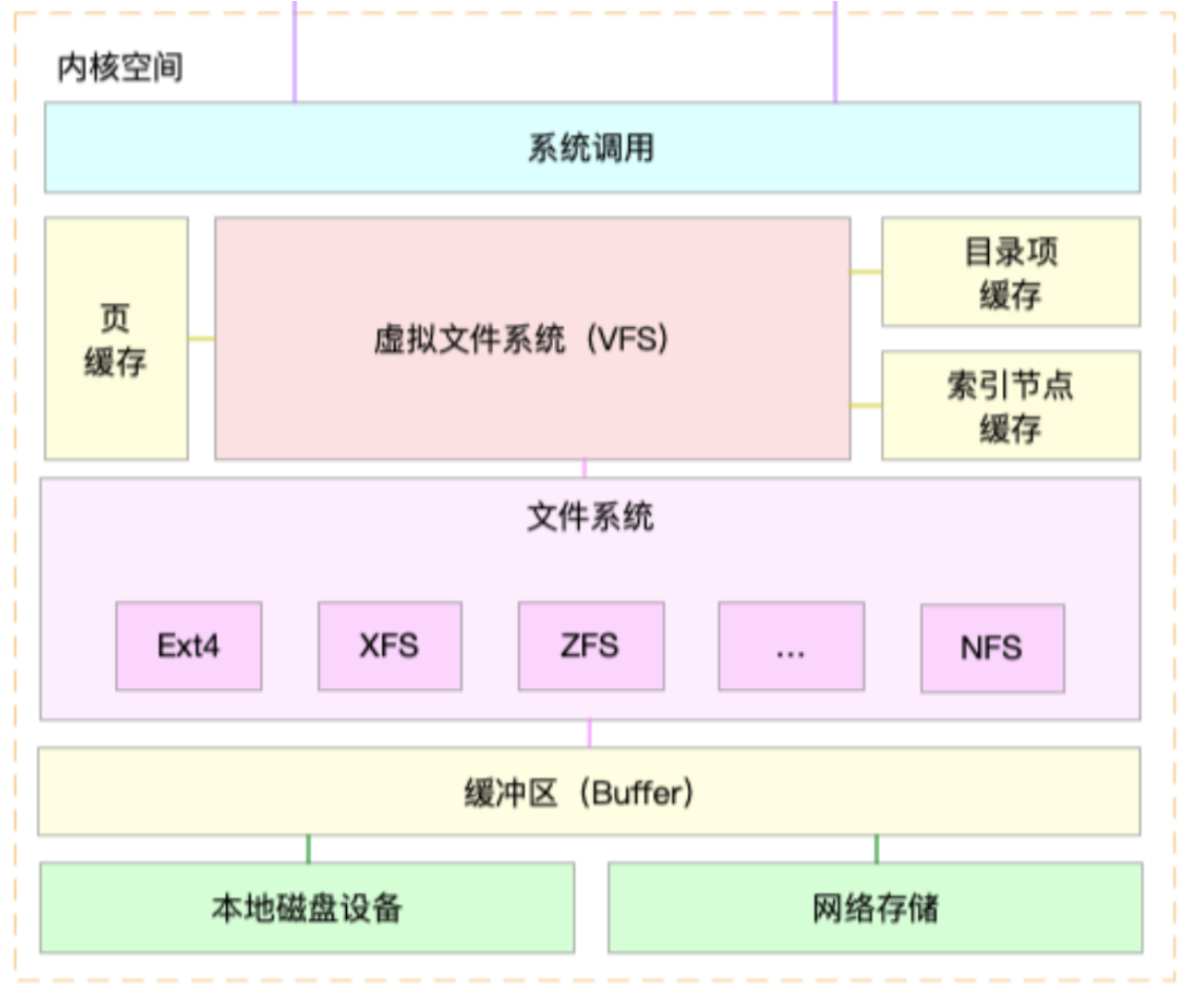 内核空间
系统调用
页
缓存
虚拟文件系统（VFS）
目录项
缓存
索引节点
缓存
文件系统
Ext4
XFS
ZFS
...
NFS
缓冲区（Buffer）
本地磁盘设备
网络存储